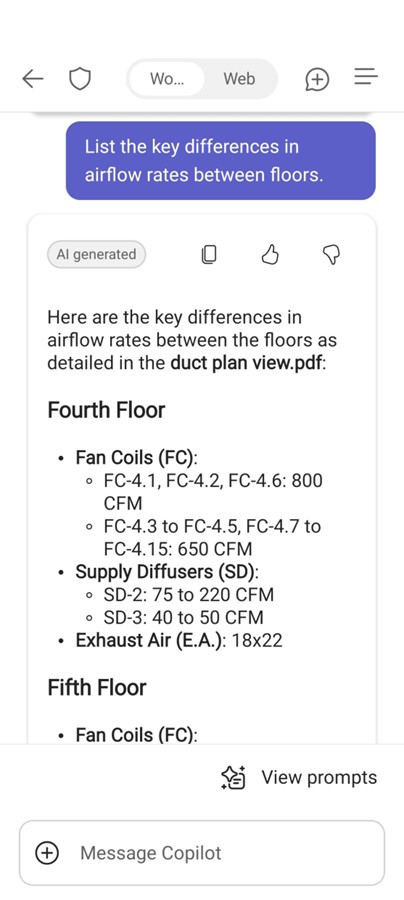 Wo... Web
List the key differences in
airflow rates between floors.
AI generated
Here are the key differences in
airflow rates between the floors as
detailed in the duct plan view.pdf:
Fourth Floor
• Fan Coils (FC):
◦ FC-4.1, FC-4.2, FC-4.6: 800
CFM
◦ FC-4.3 to FC-4.5, FC-4.7 to
FC-4.15: 650 CFM
• Supply Diffusers (SD):
◦ SD-2: 75 to 220 CFM
◦ SD-3: 40 to 50 CFM
• Exhaust Air (E.A.): 18x22
Fifth Floor
• Fan Coils (FC):
View prompts
Message Copilot